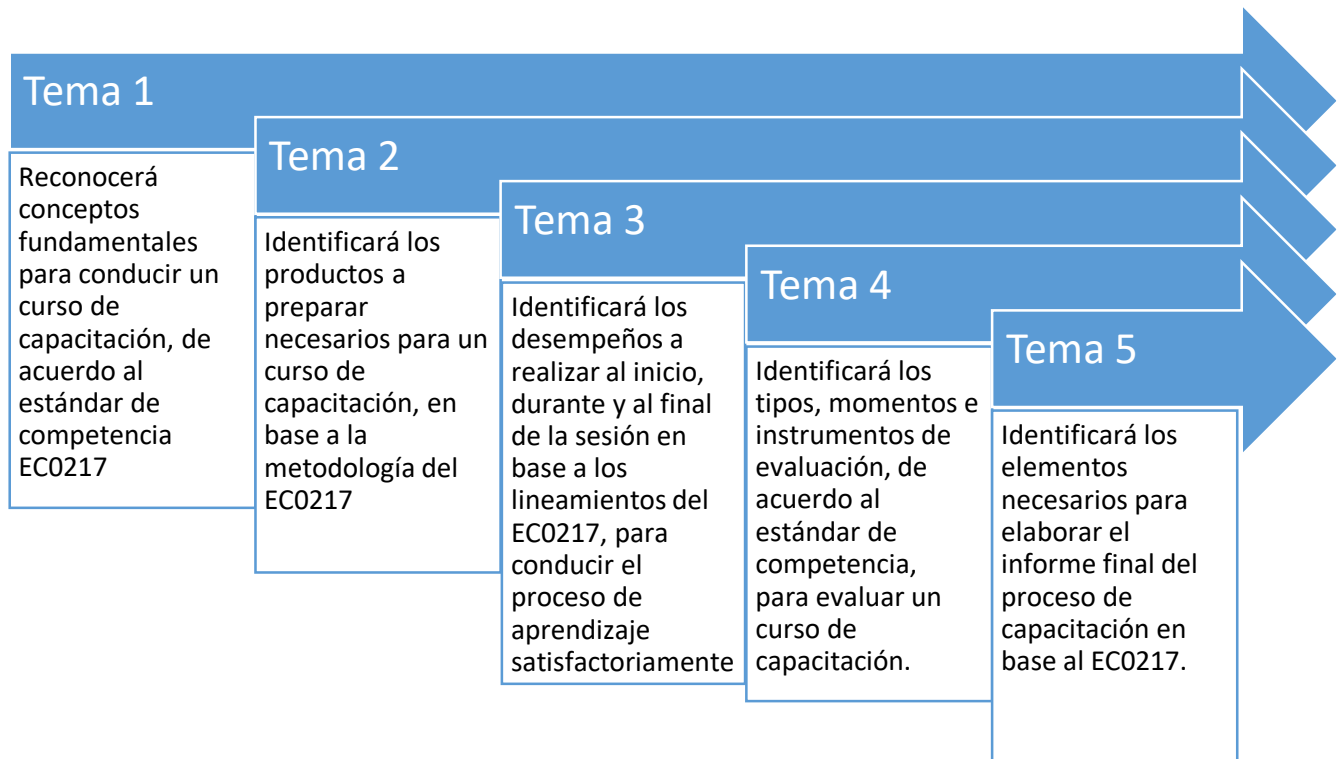 Tema 1
Reconocerá
conceptos
fundamentales
para conducir un
curso de
capacitación, de
acuerdo al
estándar de
competencia
EC0217
Tema 2
Identificará los
productos a
preparar
necesarios para un
curso de
capacitación, en
base a la
metodología del
EC0217
Tema 3
Identificará los
desempeños a
realizar al inicio,
durante y al final
de la sesión en
base a los
lineamientos del
EC0217, para
conducir el
proceso de
aprendizaje
satisfactoriamente
Tema 4
Identificará los
tipos, momentos e
instrumentos de
evaluación, de
acuerdo al
estándar de
competencia,
para evaluar un
curso de
capacitación.
Tema 5
Identificará los
elementos
necesarios para
elaborar el
informe final del
proceso de
capacitación en
base al EC0217.